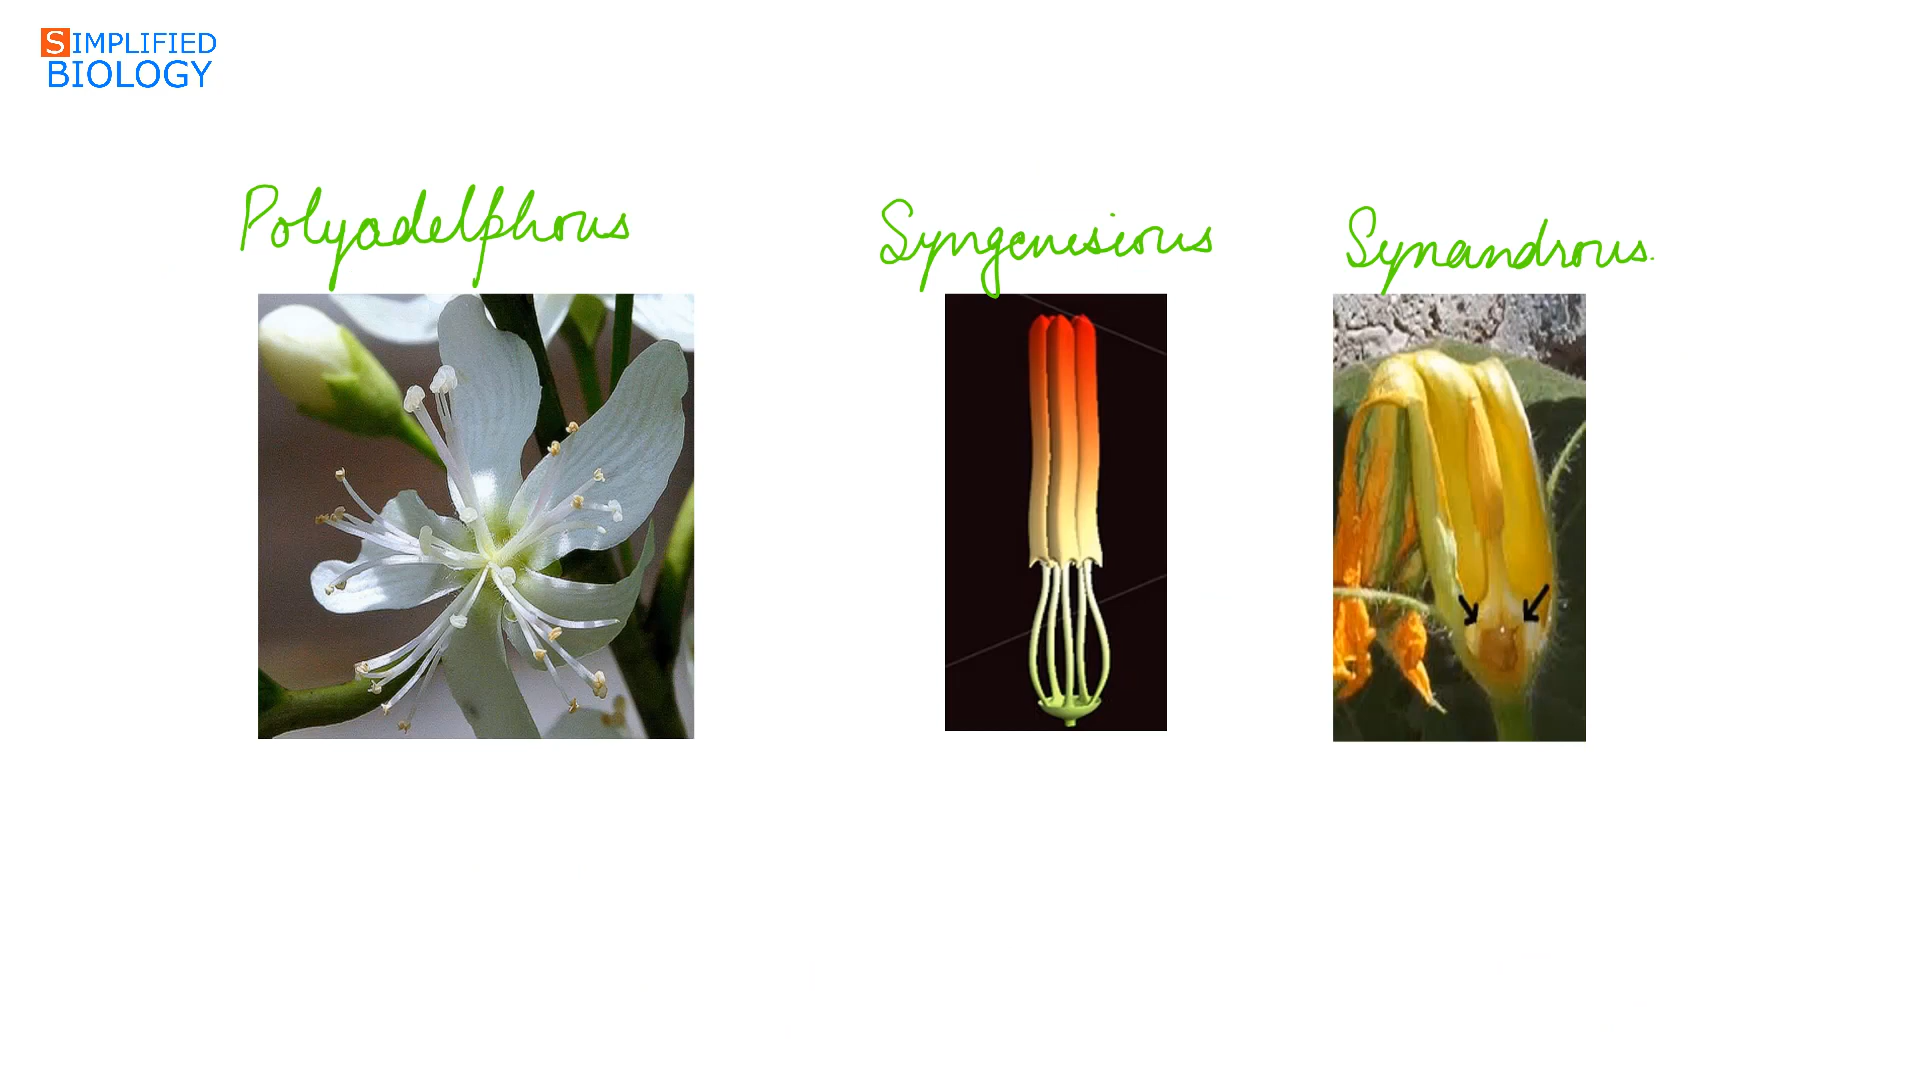 SIMPLIFIED
BIOLOGY
Polyadelphous
Syngenesious
Synandrous.